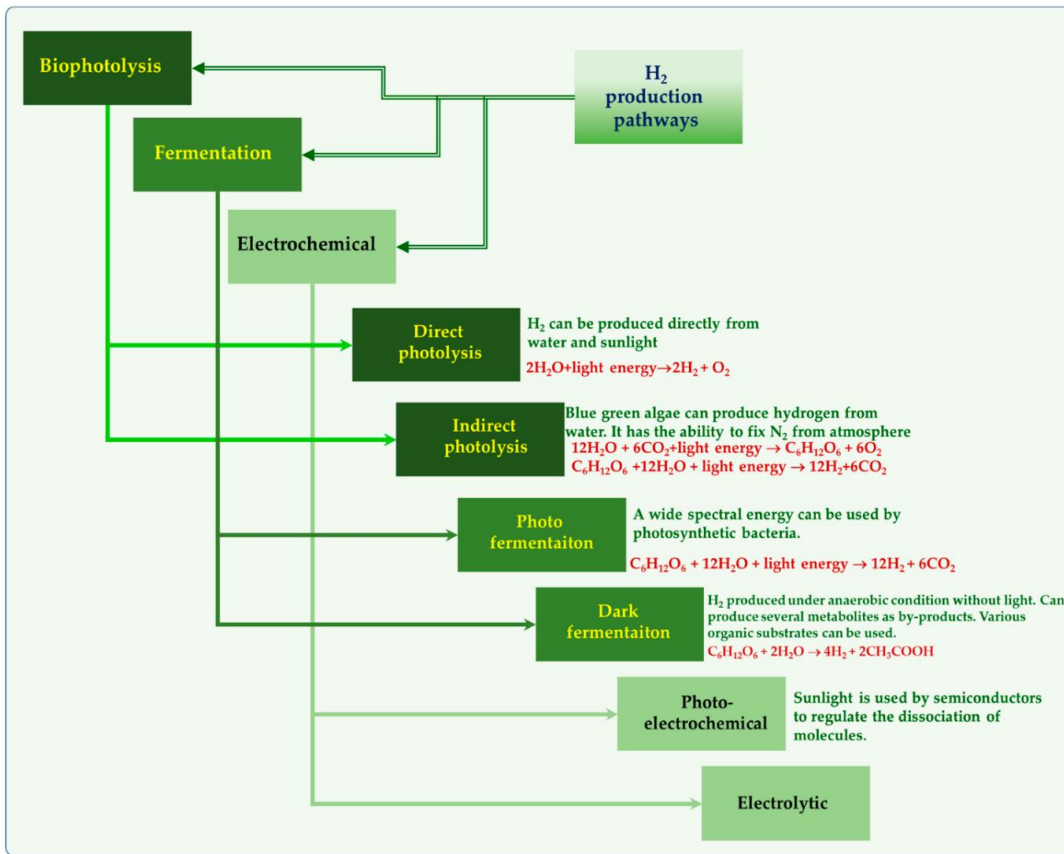 Biophotolysis
H₂
production
pathways
Fermentation
Electrochemical
Direct
photolysis
H₂ can be produced directly from
water and sunlight
2H₂O+light energy→2H₂ + O₂
Indirect
photolysis
Blue green algae can produce hydrogen from
water. It has the ability to fix N₂ from atmosphere
12H₂O + 6CO₂+light energy → C₆H₁₂O₆ + 6O₂
C₆H₁₂O₆ +12H₂O + light energy → 12H₂+6CO₂
Photo
fermentaiton
A wide spectral energy can be used by
photosynthetic bacteria.
C₆H₁₂O₆ + 12H₂O + light energy → 12H₂ + 6CO₂
Dark
fermentaiton
H₂ produced under anaerobic condition without light. Can
produce several metabolites as by-products. Various
organic substrates can be used.
C₆H₁₂O₆ + 2H₂O → 4H₂ + 2CH₃COOH
Photo-
electrochemical
Sunlight is used by semiconductors
to regulate the dissociation of
molecules.
Electrolytic